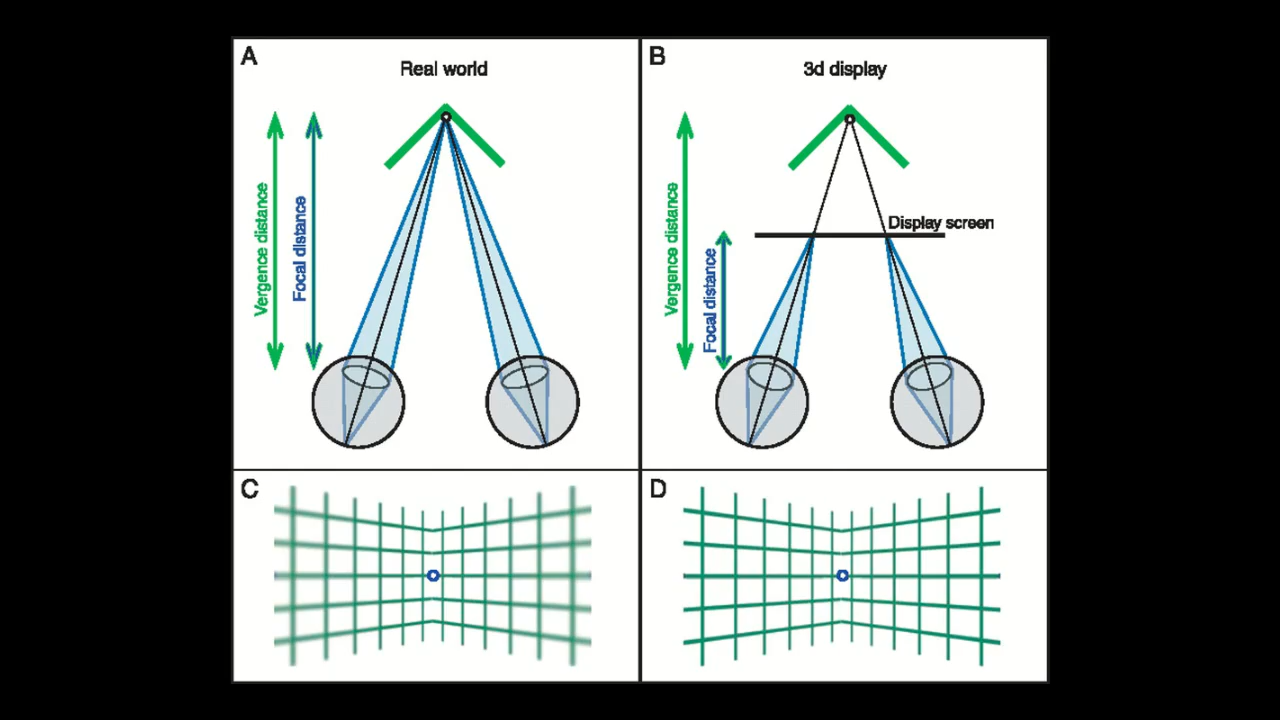 A
Real world
Vergence distance
Focal distance
B
3d display
Vergence distance
Focal distance
Display screen
C
D